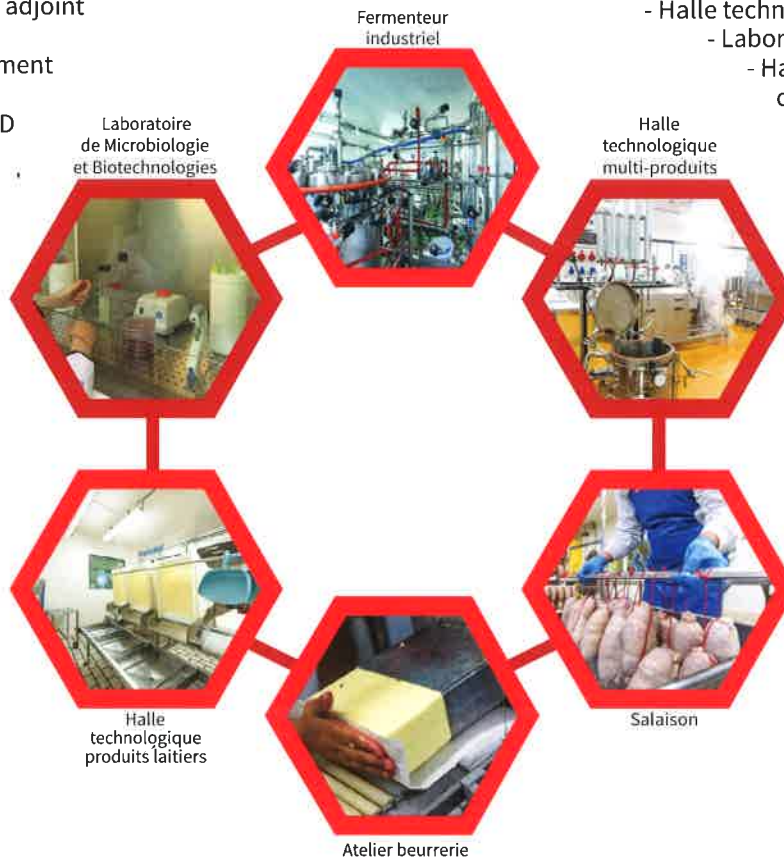 adjoint
ment
D
- Halle techn
- Labor
- Ha
Fermenteur
industriel
Laboratoire
de Microbiologie
et Biotechnologies
Halle
technologique
multi-produits
Halle
technologique
produits laitiers
Salaison
Atelier beurrerie